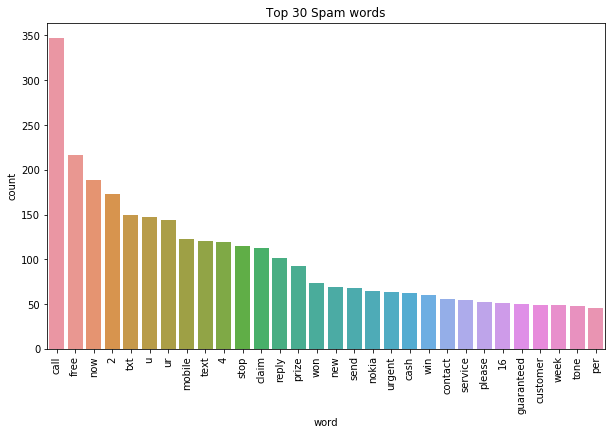 Top 30 Spam words
count
350
300
250
200
150
100
50
0
call
free
now
2
txt
u
ur
mobile
text
4
stop
claim
reply
prize
won
new
send
nokia
urgent
cash
win
contact
service
please
16
guaranteed
customer
week
tone
per
word